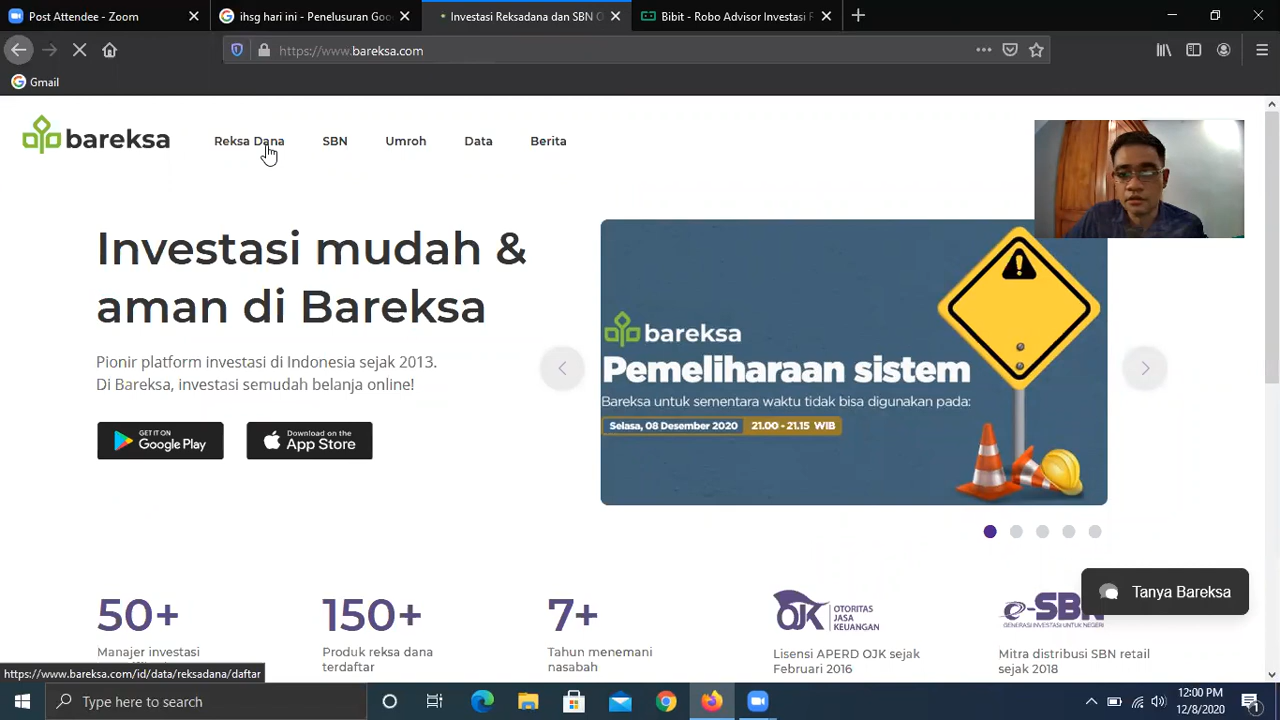 Post Attendee - Zoom
ihsg hari ini - Penelusuran Goo
Investasi Reksadana dan SBN O
Bibit - Robo Advisor Investasi R
https://www.bareksa.com
Gmail
bareksa
Reksa Dana
SBN
Umroh
Data
Berita
Investasi mudah &
aman di Bareksa
Pionir platform investasi di Indonesia sejak 2013.
Di Bareksa, investasi semudah belanja online!
GET IT ON
Google Play
Download on the
App Store
bareksa
Pemeliharaan sistem
Bareksa untuk sementara waktu tidak bisa digunakan pada:
Selasa, 08 Desember 2020
21.00 - 21.15 WIB
Tanya Bareksa
50+
Manajer investasi
150+
Produk reksa dana
terdaftar
7+
Tahun menemani
nasabah
OJK
OTORITAS
JASA
KEUANGAN
Lisensi APERD OJK sejak
Februari 2016
e-SBN
GENERASI INVESTASI UNTUK NEGERI
Mitra distribusi SBN retail
sejak 2018
https://www.bareksa.com/id/data/reksadana/daftar
Type here to search
12:00 PM
12/8/2020
1